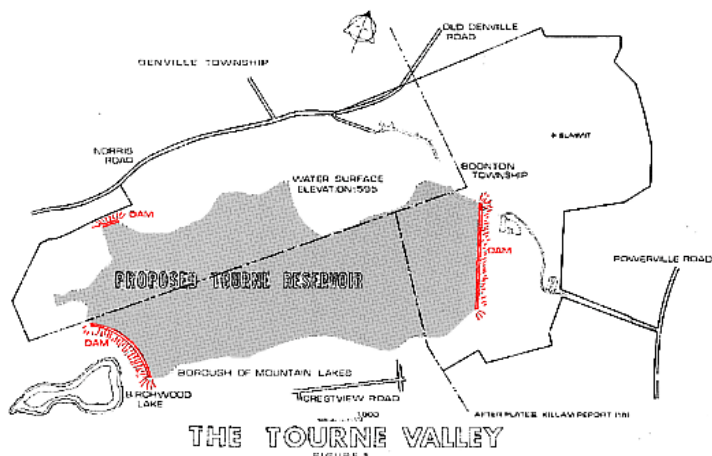 OLD DENVILLE
ROAD
DENVILLE TOWNSHIP
+ SUMMIT
NORRIS
ROAD
BOONTON
TOWNSHIP
WATER SURFACE
ELEVATION: 595
DAM
DAM
POWERVILLE ROAD
PROPOSED TOURNE RESERVOIR
DAM
BOROUGH OF MOUNTAIN LAKES
BIRCHWOOD
LAKE
CRESTVIEW ROAD
AFTER PLATE 5, KILLAM REPORT
THE TOURNE VALLEY
FIGURE